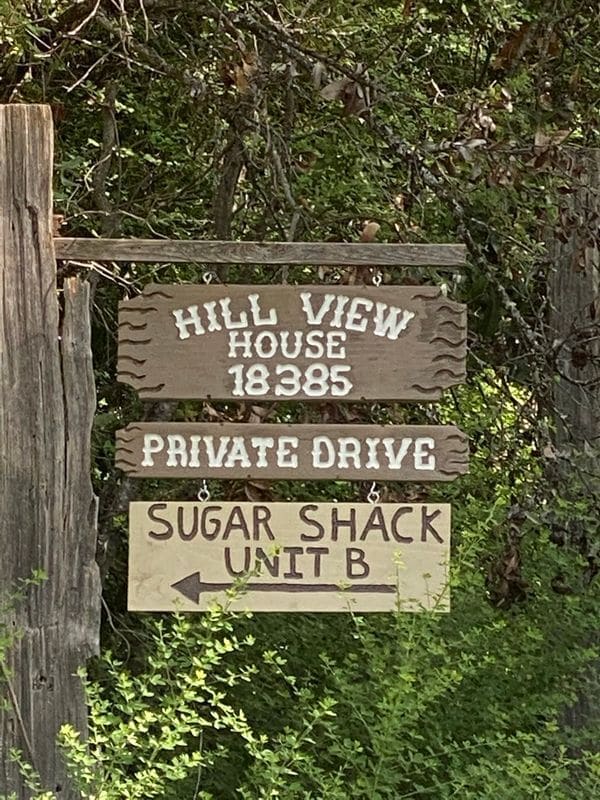 HILL VIEW
HOUSE
18385
PRIVATE DRIVE
SUGAR SHACK
UNIT B